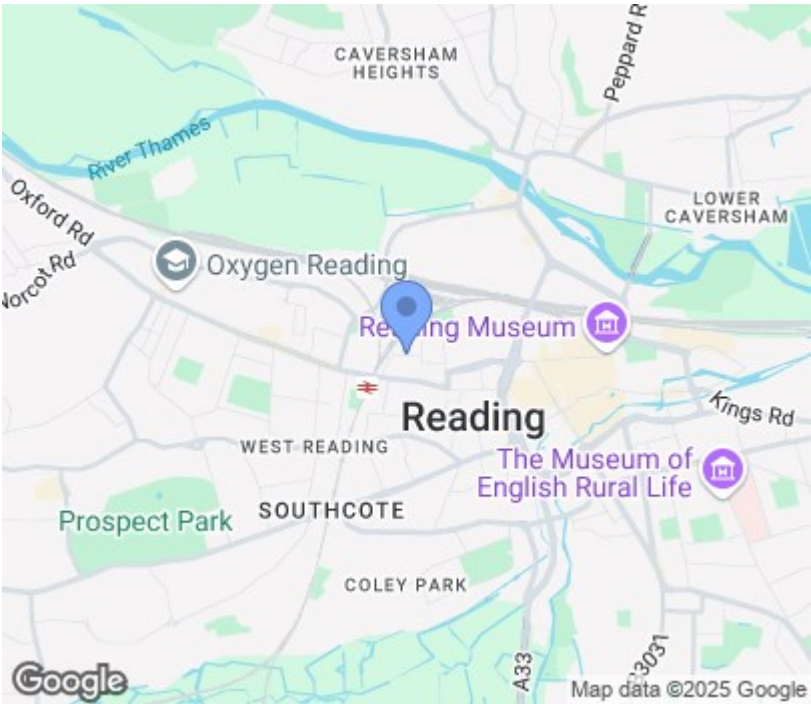 CAVERSHAM
HEIGHTS
Peppard R
River Thames
LOWER
CAVERSHAM
Oxford Rd
Norcot Rd
Oxygen Reading
Reading Museum
Kings Rd
Reading
WEST READING
The Museum of
English Rural Life
SOUTHCOTE
Prospect Park
COLEY PARK
A33
B3031
Google
Map data ©2025 Google